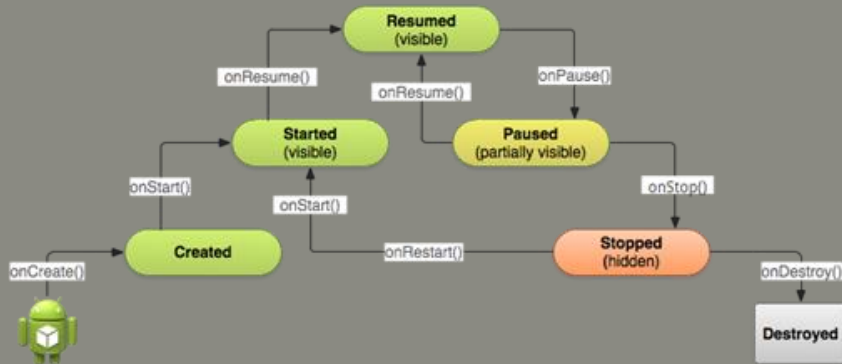 Resumed
(visible)
onResume()
onResume()
onPause()
Started
(visible)
Paused
(partially visible)
onStart()
onStart()
onStop()
Created
onRestart()
Stopped
(hidden)
onCreate()
onDestroy()
Destroyed